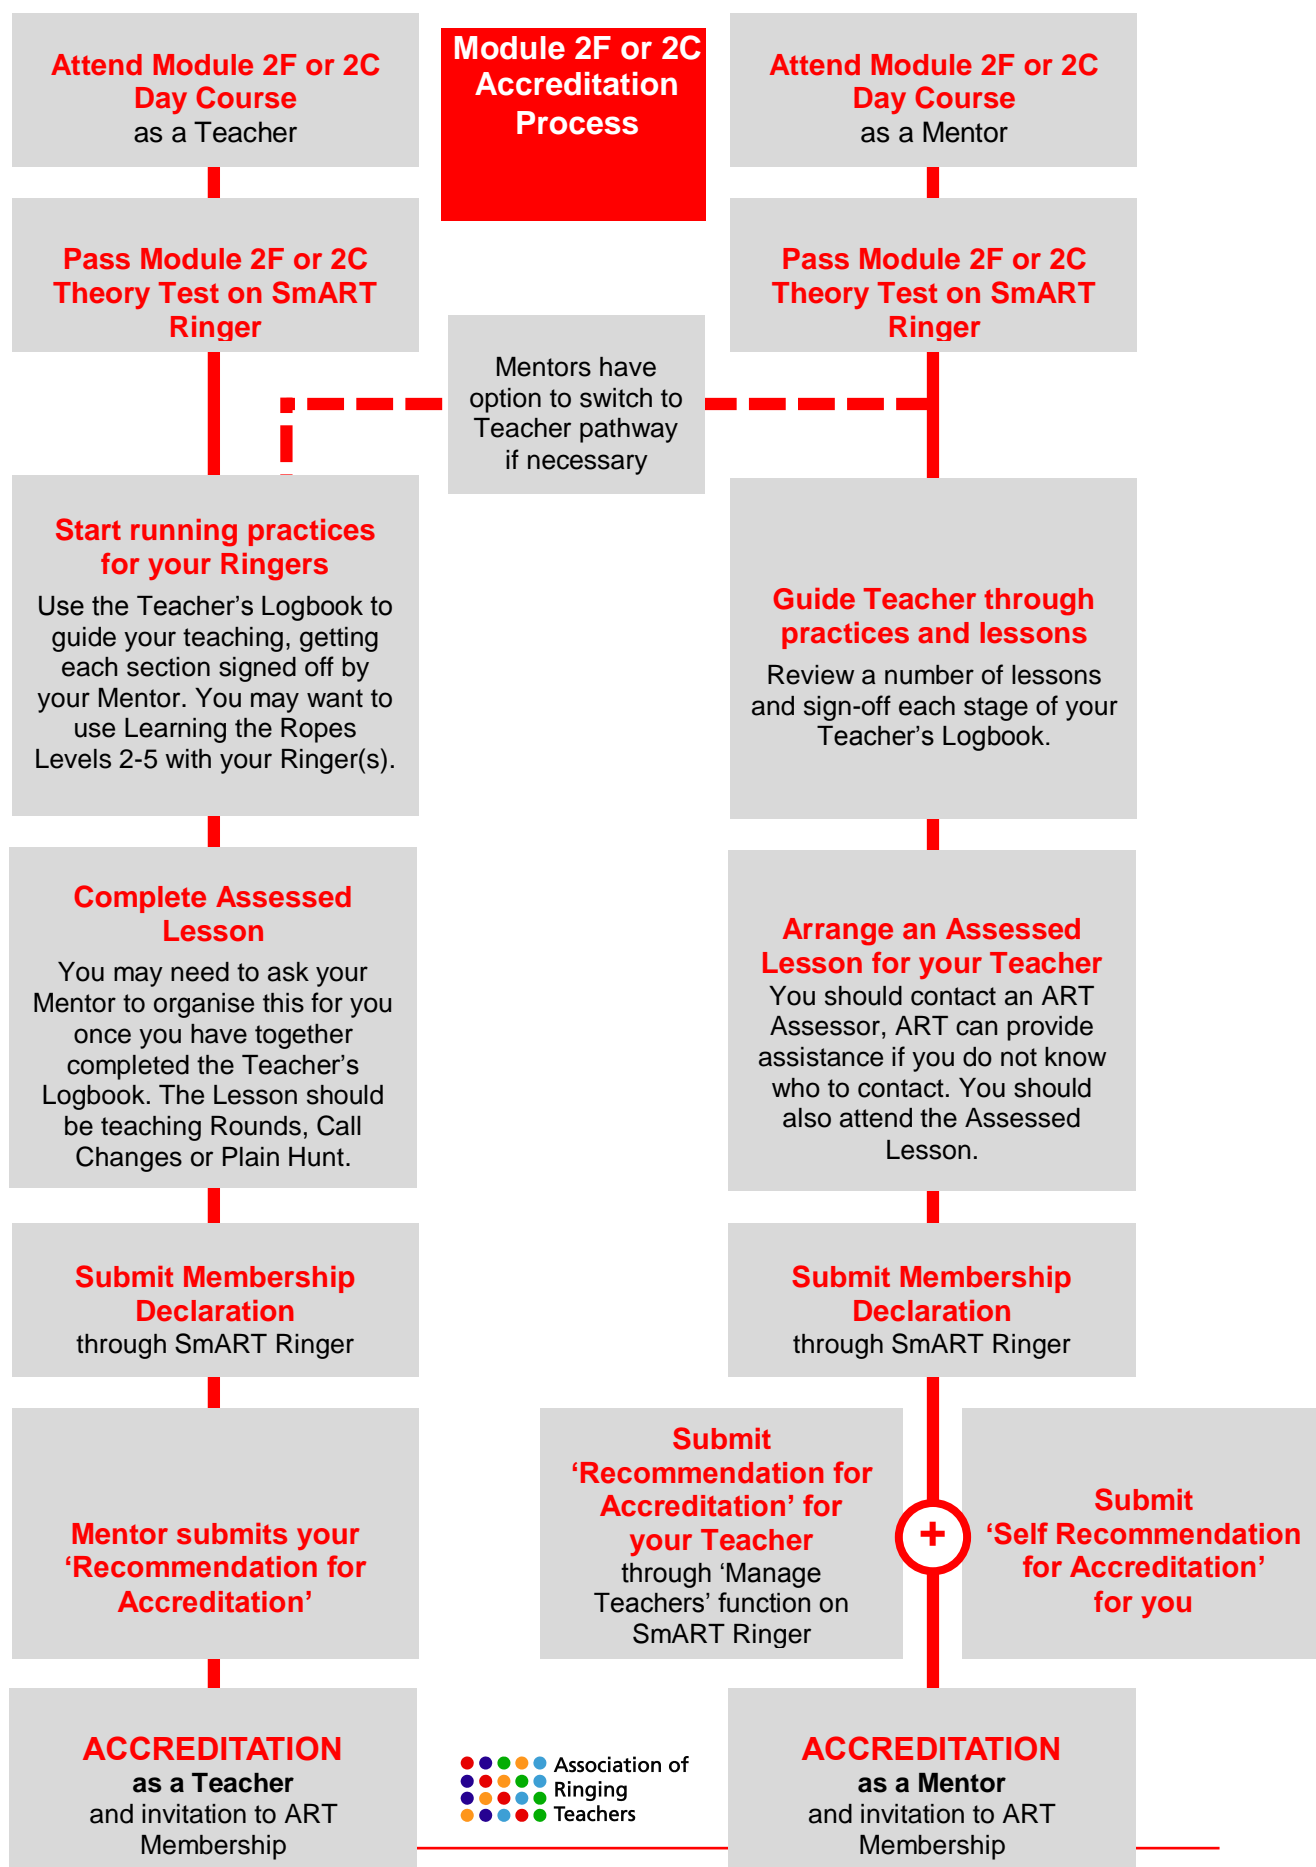 Attend Module 2F or 2C
Day Course
as a Teacher
Module 2F or 2C
Accreditation
Process
Attend Module 2F or 2C
Day Course
as a Mentor
Pass Module 2F or 2C
Theory Test on SmART
Ringer
Pass Module 2F or 2C
Theory Test on SmART
Ringer
Mentors have
option to switch to
Teacher pathway
if necessary
Start running practices
for your Ringers
Use the Teacher’s Logbook to
guide your teaching, getting
each section signed off by
your Mentor. You may want to
use Learning the Ropes
Levels 2-5 with your Ringer(s).
Guide Teacher through
practices and lessons
Review a number of lessons
and sign-off each stage of your
Teacher’s Logbook.
Complete Assessed
Lesson
You may need to ask your
Mentor to organise this for you
once you have together
completed the Teacher’s
Logbook. The Lesson should
be teaching Rounds, Call
Changes or Plain Hunt.
Arrange an Assessed
Lesson for your Teacher
You should contact an ART
Assessor, ART can provide
assistance if you do not know
who to contact. You should
also attend the Assessed
Lesson.
Submit Membership
Declaration
through SmART Ringer
Submit Membership
Declaration
through SmART Ringer
Mentor submits your
‘Recommendation for
Accreditation’
Submit
‘Recommendation for
Accreditation’ for
your Teacher
through ‘Manage
Teachers’ function on
SmART Ringer
+
Submit
‘Self Recommendation
for Accreditation’
for you
ACCREDITATION
as a Teacher
and invitation to ART
Membership
Association of
Ringing
Teachers
ACCREDITATION
as a Mentor
and invitation to ART
Membership